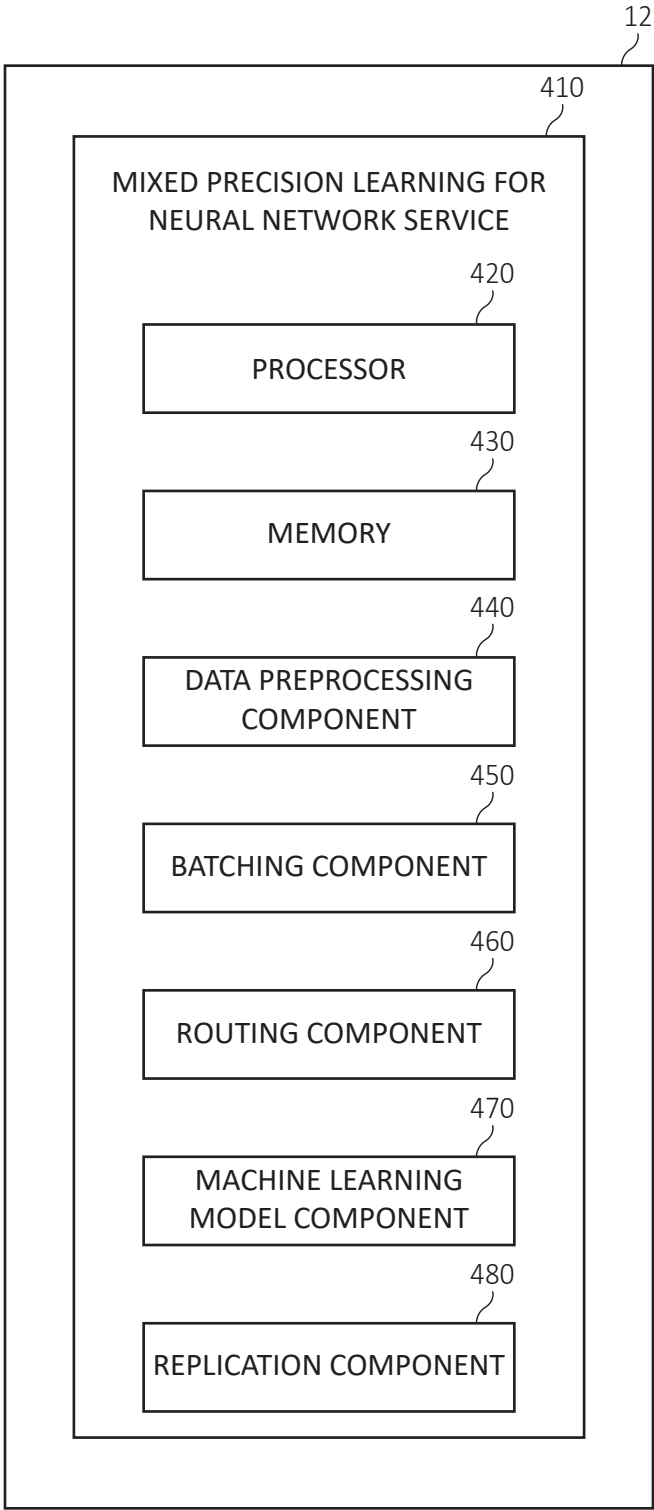 12
410
MIXED PRECISION LEARNING FOR
NEURAL NETWORK SERVICE
420
PROCESSOR
430
MEMORY
440
DATA PREPROCESSING
COMPONENT
450
BATCHING COMPONENT
460
ROUTING COMPONENT
470
MACHINE LEARNING
MODEL COMPONENT
480
REPLICATION COMPONENT